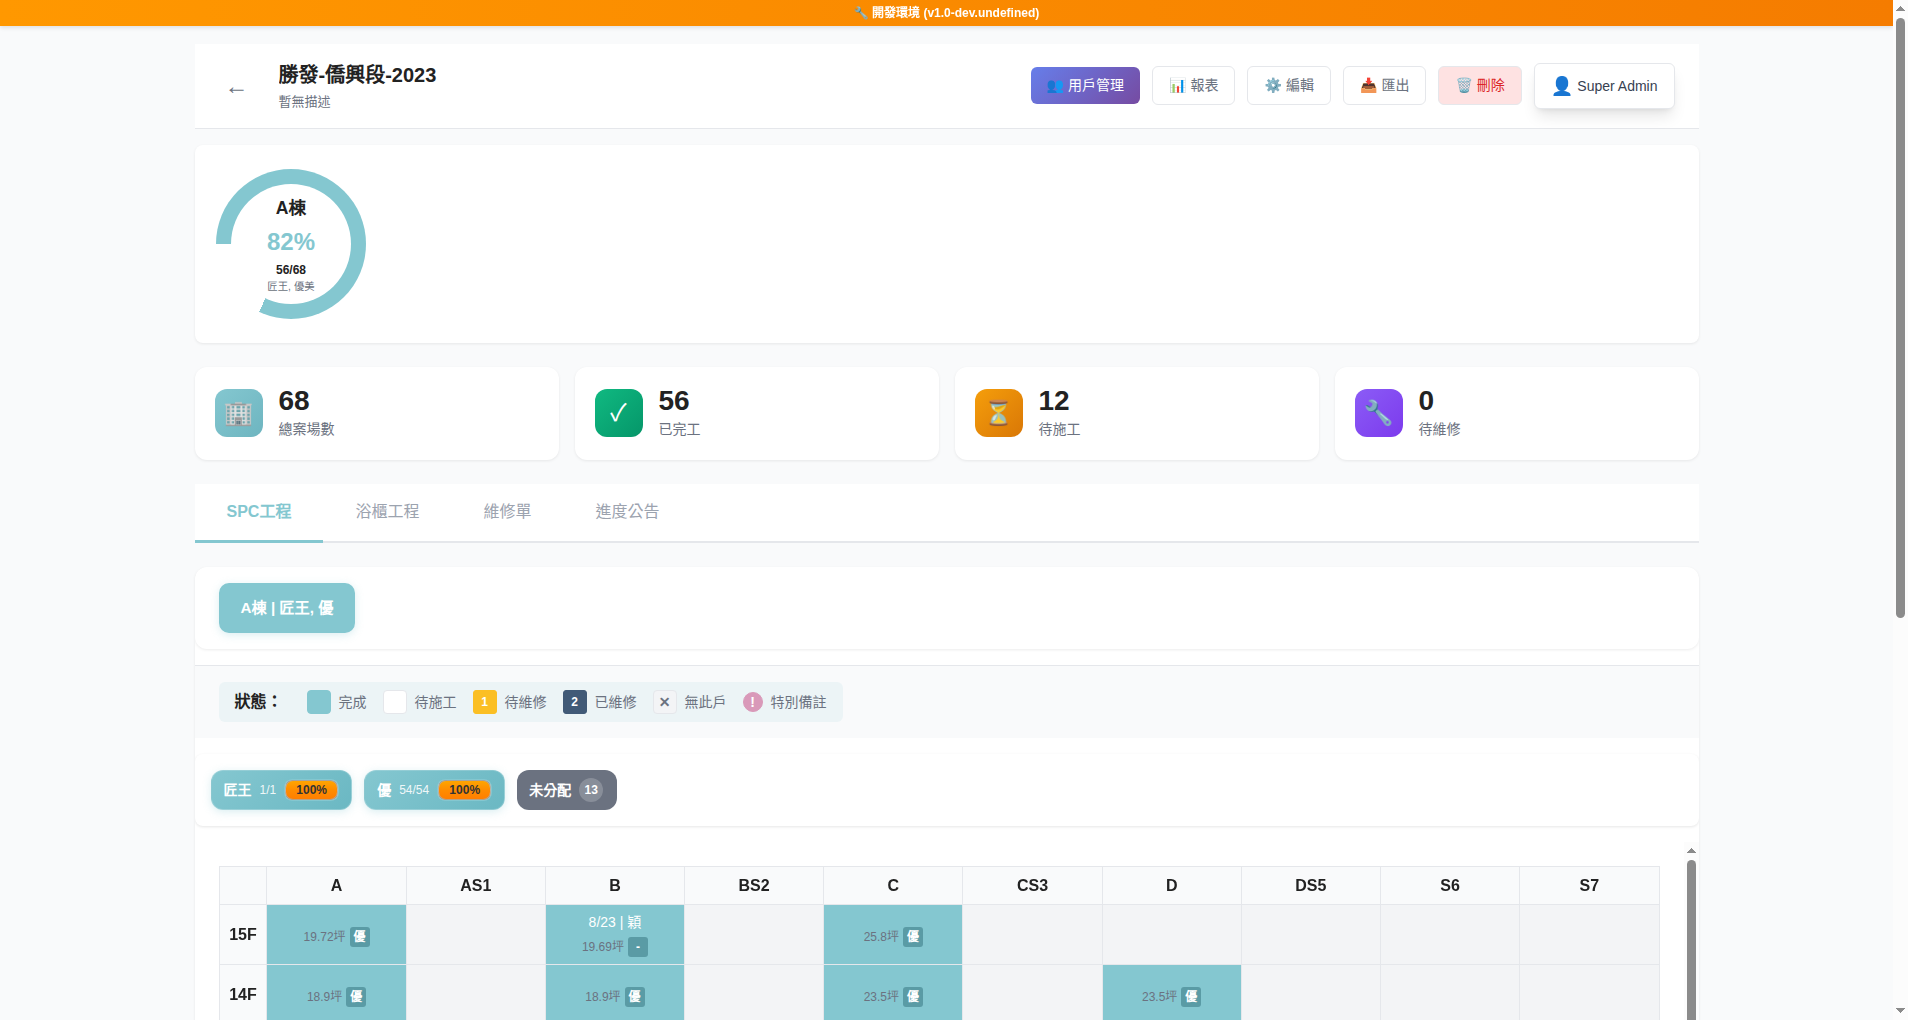 🔧 開發環境 (v1.0-dev.undefined)
← 勝發-僑興段-2023
暫無描述
👥 用戶管理 📊 報表 ⚙️ 編輯 📥 匯出 🗑️ 刪除 👤 Super Admin
A棟
82%
56/68
匠王, 優美
68
總案場數
56
已完工
12
待施工
0
待維修
SPC工程 浴櫃工程 維修單 進度公告
A棟 | 匠王, 優
狀態： 完成 待施工 1 待維修 2 已維修 ✕ 無此戶 ! 特別備註
匠王 1/1 100% 優 54/54 100% 未分配 13
A AS1 B BS2 C CS3 D DS5 S6 S7
15F 19.72坪 優 8/23 | 穎 19.69坪 - 25.8坪 優
14F 18.9坪 優 18.9坪 優 23.5坪 優 23.5坪 優